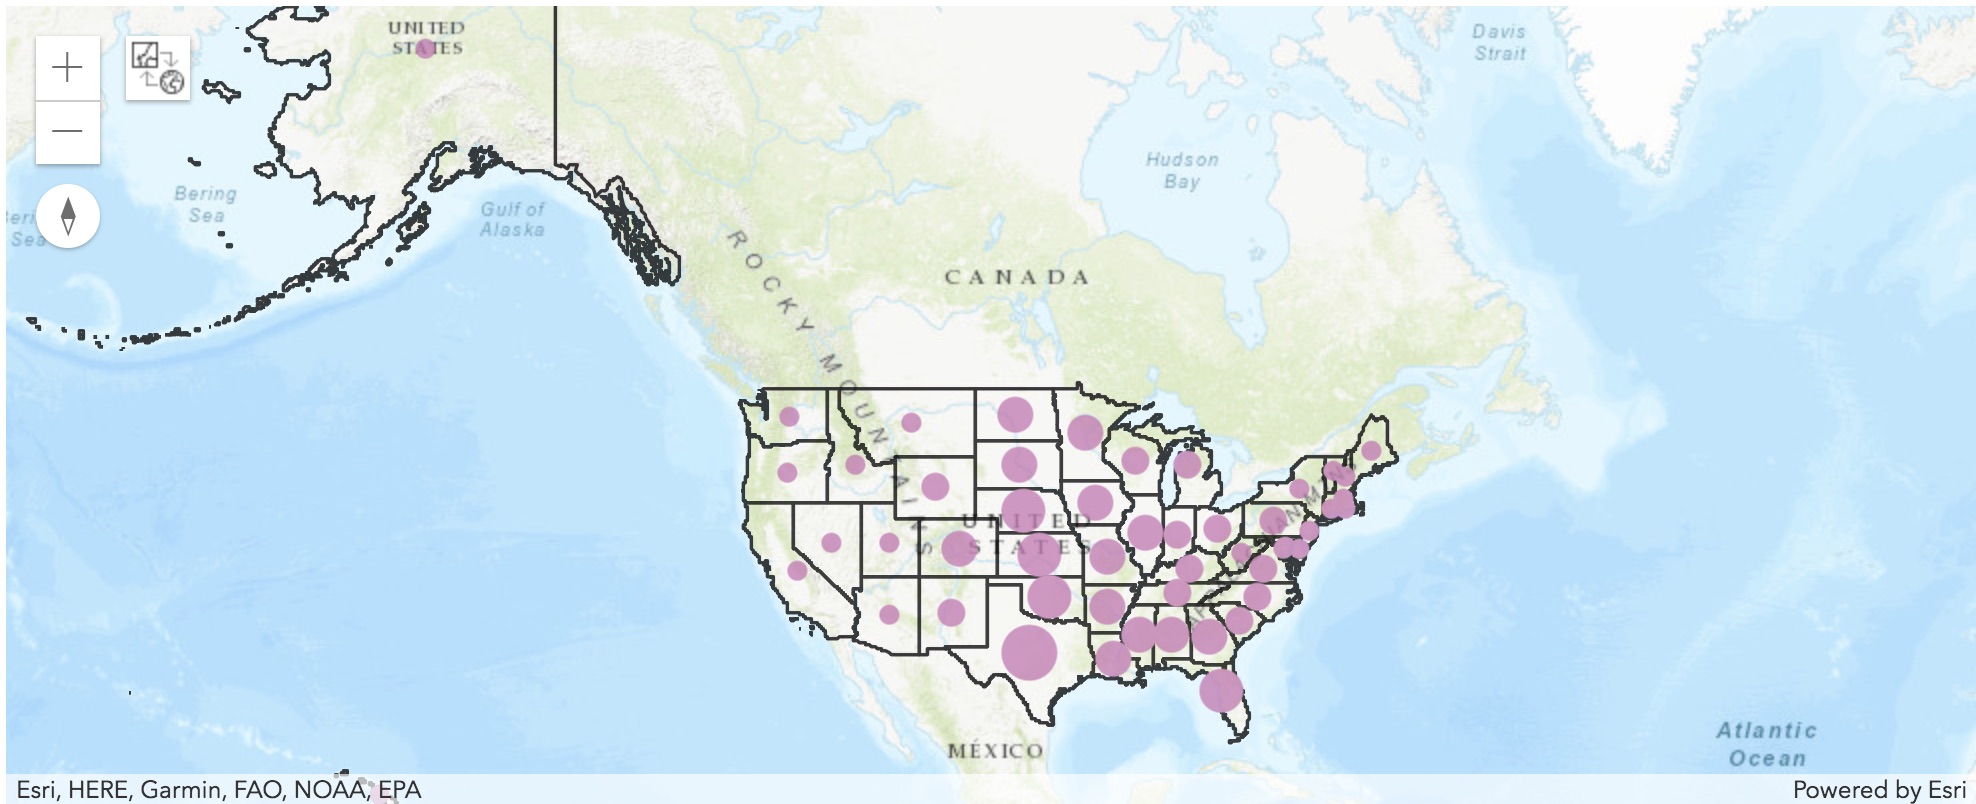 UNITED
STATES
Davis
Strait
Hudson
Bay
Bering
Sea
Beri
Sea
Gulf of
Alaska
ROCKY MOUNTAINS
CANADA
UNITED
STATES
MÉXICO
Atlantic
Ocean
Esri, HERE, Garmin, FAO, NOAA, EPA
Powered by Esri